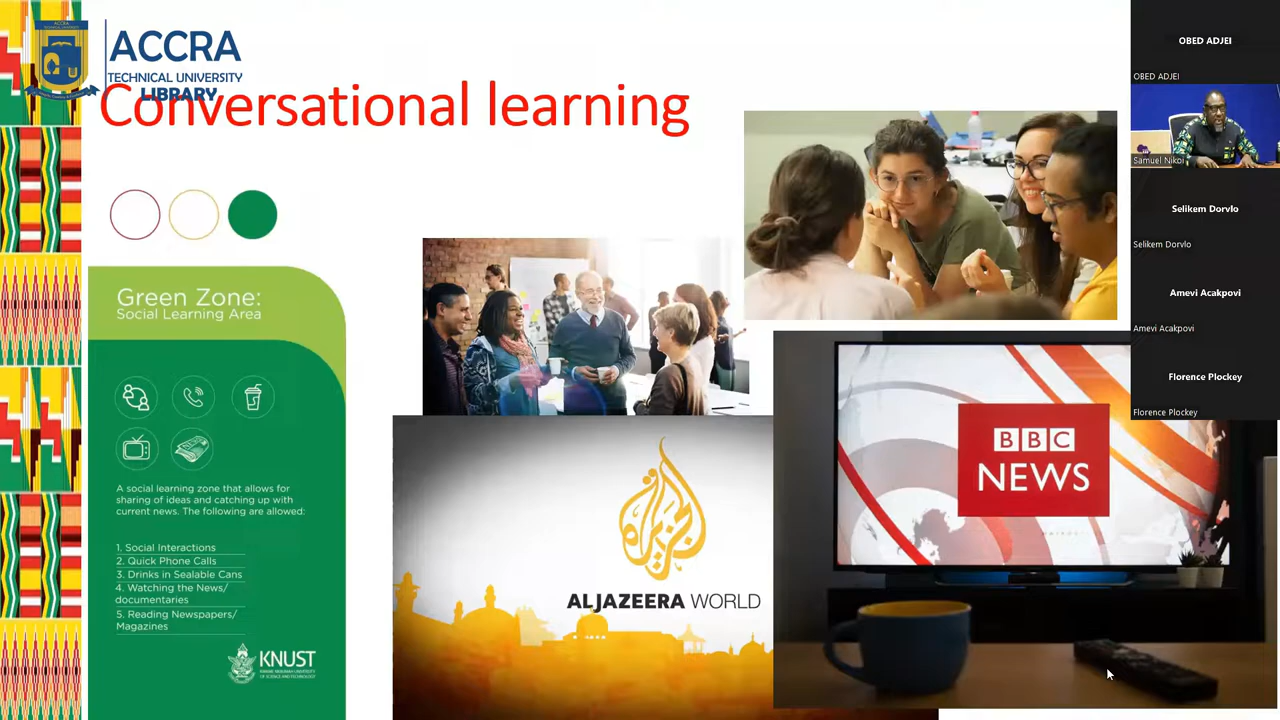 ACCRA
TECHNICAL UNIVERSITY
LIBRARY
Conversational learning
Green Zone:
Social Learning Area
A social learning zone that allows for
sharing of ideas and catching up with
current news. The following are allowed:
1. Social Interactions
2. Quick Phone Calls
3. Drinks in Sealable Cans
4. Watching the News/
documentaries
5. Reading Newspapers/
Magazines
KNUST
ALJAZEERA WORLD
BBC
NEWS
OBED ADJEI
OBED ADJEI
Samuel Nikoi
Selikem Dorvlo
Selikem Dorvlo
Amevi Acakpovi
Amevi Acakpovi
Florence Plockey
Florence Plockey